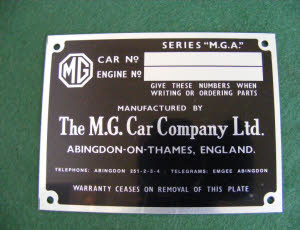 SERIES "M.G.A."
MG
CAR No
ENGINE No
GIVE THESE NUMBERS WHEN
WRITING OR ORDERING PARTS
MANUFACTURED BY
The M.G. Car Company Ltd.
ABINGDON-ON-THAMES, ENGLAND.
TELEPHONE: ABINGDON 251-2-3-4 · TELEGRAMS: EMGEE ABINGDON
WARRANTY CEASES ON REMOVAL OF THIS PLATE